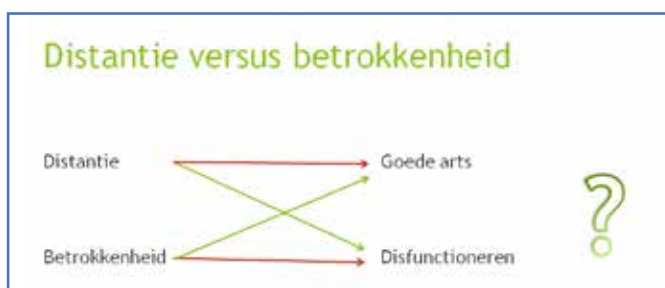 Distantie versus betrokkenheid
Distantie
Goede arts
?
Betrokkenheid
Disfunctioneren